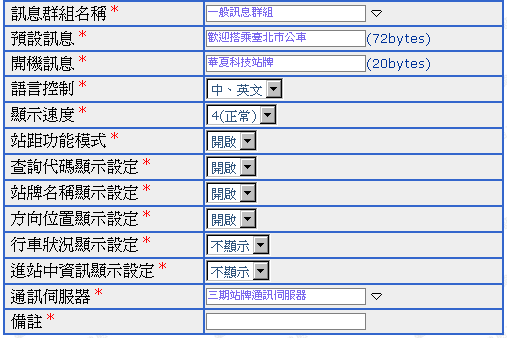 訊息群組名稱 * 一般訊息群組
預設訊息 * 歡迎搭乘臺北市公車 (72bytes)
開機訊息 * 華夏科技站牌 (20bytes)
語言控制 * 中、英文
顯示速度 * 4(正常)
站距功能模式 * 開啟
查詢代碼顯示設定 * 開啟
站牌名稱顯示設定 * 開啟
方向位置顯示設定 * 開啟
行車狀況顯示設定 * 不顯示
進站中資訊顯示設定 * 不顯示
通訊伺服器 * 三期站牌通訊伺服器
備註 *